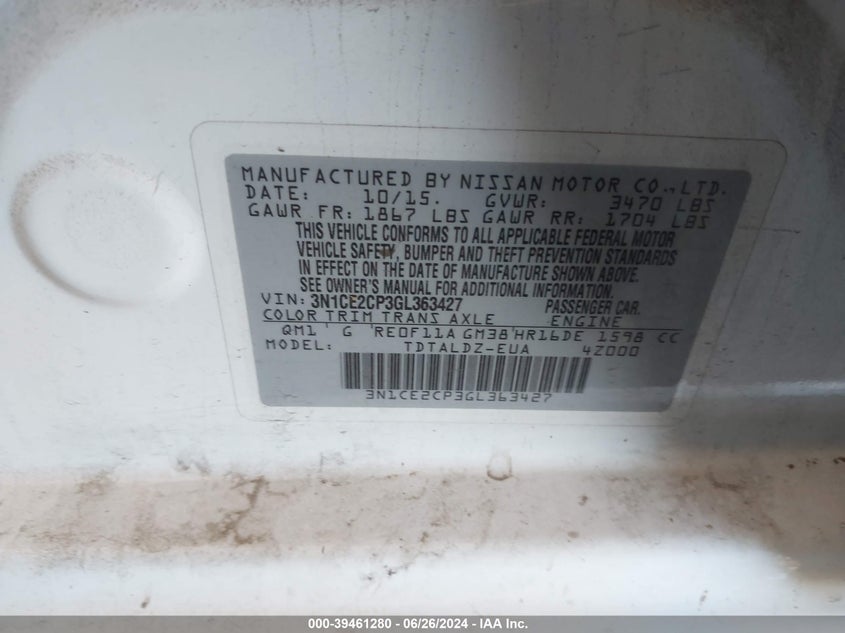 MANUFACTURED BY NISSAN MOTOR CO.,LTD.
DATE: 10/15. GVWR: 3470 LBS
GAWR FR: 1867 LBS GAWR RR: 1704 LBS
THIS VEHICLE CONFORMS TO ALL APPLICABLE FEDERAL MOTOR
VEHICLE SAFETY, BUMPER AND THEFT PREVENTION STANDARDS
IN EFFECT ON THE DATE OF MANUFACTURE SHOWN ABOVE.
SEE OWNER'S MANUAL FOR ADDITIONAL INFORMATION.
VIN: 3N1CE2CP3GL363427 PASSENGER CAR.
COLOR TRIM TRANS AXLE ENGINE
QM1 ' G 'RE0F11A GM38'HR16DE 1598 CC
MODEL: TDTALDZ-EUA 4Z000
3N1CE2CP3GL363427
000-39461280 - 06/26/2024 - IAA Inc.